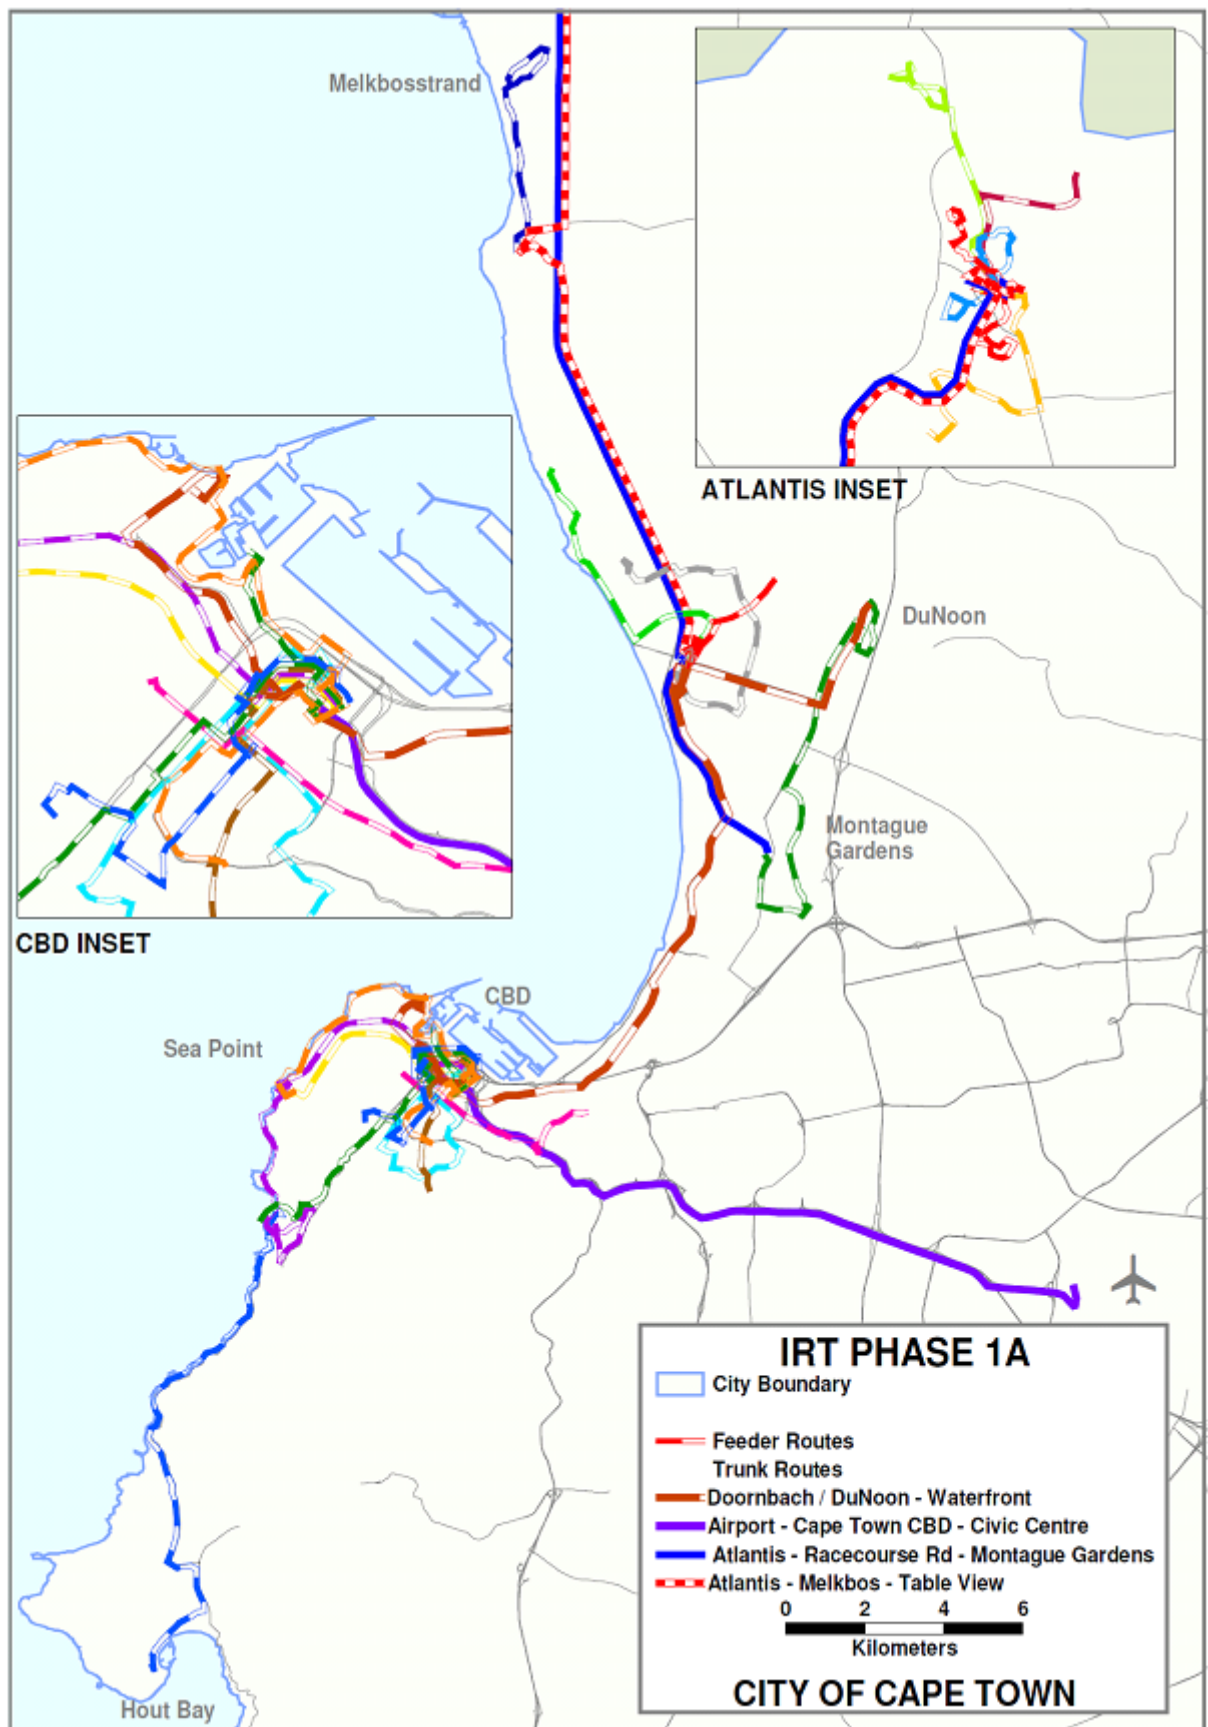 Melkbosstrand
ATLANTIS INSET
DuNoon
Montague
Gardens
CBD INSET
CBD
Sea Point
Hout Bay
IRT PHASE 1A
City Boundary
Feeder Routes
Trunk Routes
Doornbach / DuNoon - Waterfront
Airport - Cape Town CBD - Civic Centre
Atlantis - Racecourse Rd - Montague Gardens
Atlantis - Melkbos - Table View
0 2 4 6
Kilometers
CITY OF CAPE TOWN